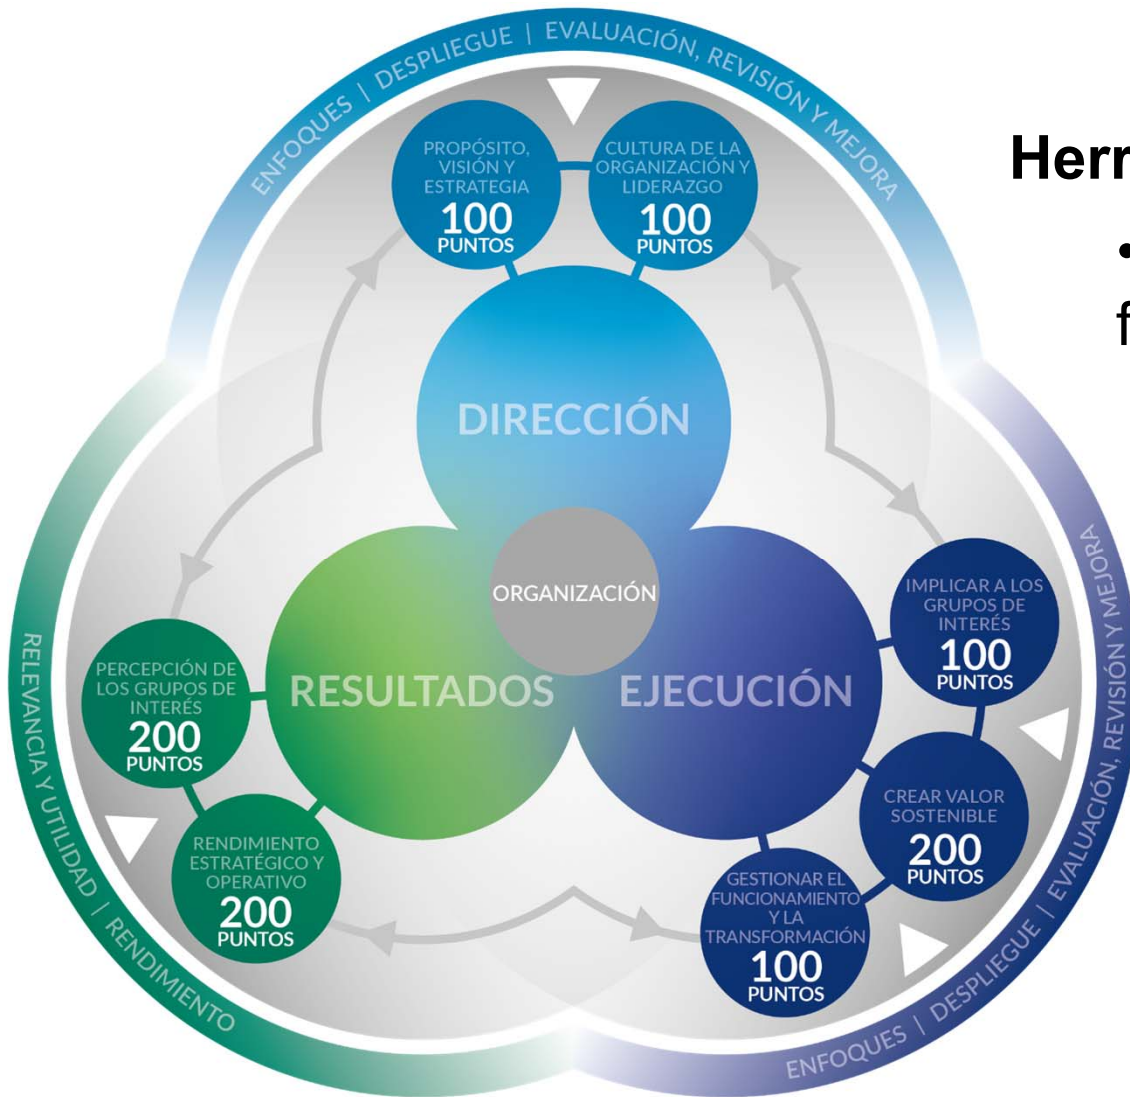 ENFOQUES | DESPLIEGUE | EVALUACIÓN, REVISIÓN Y MEJORA
PROPÓSITO,
VISIÓN Y
ESTRATEGIA
100
PUNTOS
CULTURA DE LA
ORGANIZACIÓN Y
LIDERAZGO
100
PUNTOS
DIRECCIÓN
ORGANIZACIÓN
RESULTADOS
EJECUCIÓN
IMPLICAR A LOS
GRUPOS DE
INTERÉS
100
PUNTOS
CREAR VALOR
SOSTENIBLE
200
PUNTOS
GESTIONAR EL
FUNCIONAMIENTO
Y LA
TRANSFORMACIÓN
100
PUNTOS
ENFOQUES | DESPLIEGUE | EVALUACIÓN, REVISIÓN Y MEJORA
PERCEPCIÓN DE
LOS GRUPOS DE
INTERÉS
200
PUNTOS
RENDIMIENTO
ESTRATÉGICO Y
OPERATIVO
200
PUNTOS
RELEVANCIA Y UTILIDAD | RENDIMIENTO